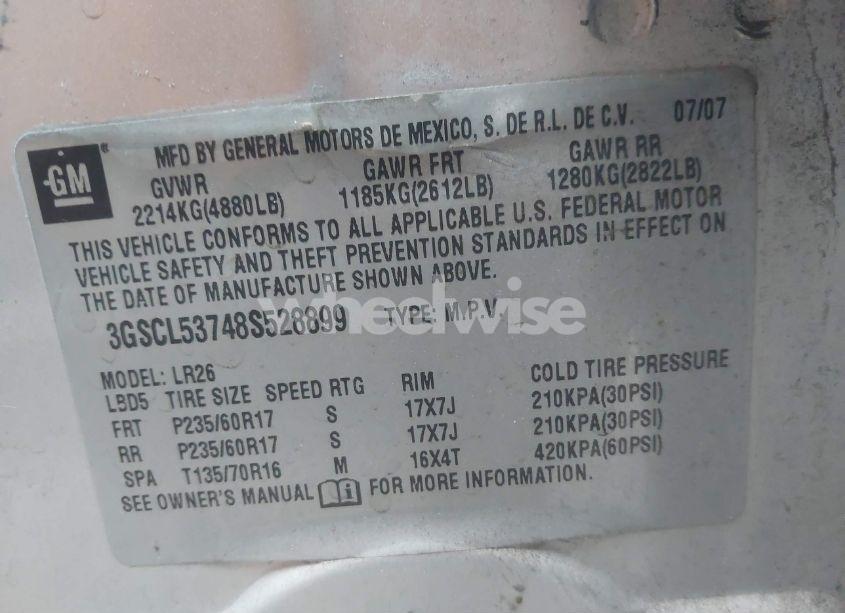 MFD BY GENERAL MOTORS DE MEXICO, S. DE R.L. DE C.V. 07/07
GM
GVWR GAWR FRT GAWR RR
2214KG(4880LB) 1185KG(2612LB) 1280KG(2822LB)
THIS VEHICLE CONFORMS TO ALL APPLICABLE U.S. FEDERAL MOTOR
VEHICLE SAFETY AND THEFT PREVENTION STANDARDS IN EFFECT ON
THE DATE OF MANUFACTURE SHOWN ABOVE.
wheelwise
3GSCL53748S528899 TYPE: M.P.V.
MODEL: LR26
LBD5 TIRE SIZE SPEED RTG RIM COLD TIRE PRESSURE
FRT P235/60R17 S 17X7J 210KPA(30PSI)
RR P235/60R17 S 17X7J 210KPA(30PSI)
SPA T135/70R16 M 16X4T 420KPA(60PSI)
SEE OWNER'S MANUAL FOR MORE INFORMATION.